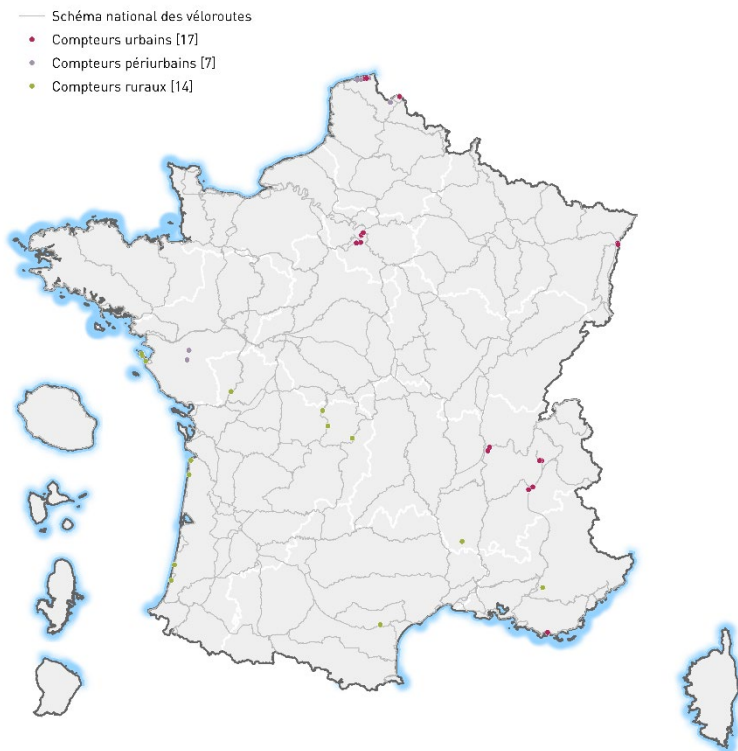 Schéma national des véloroutes
Compteurs urbains [17]
Compteurs périurbains [7]
Compteurs ruraux [14]